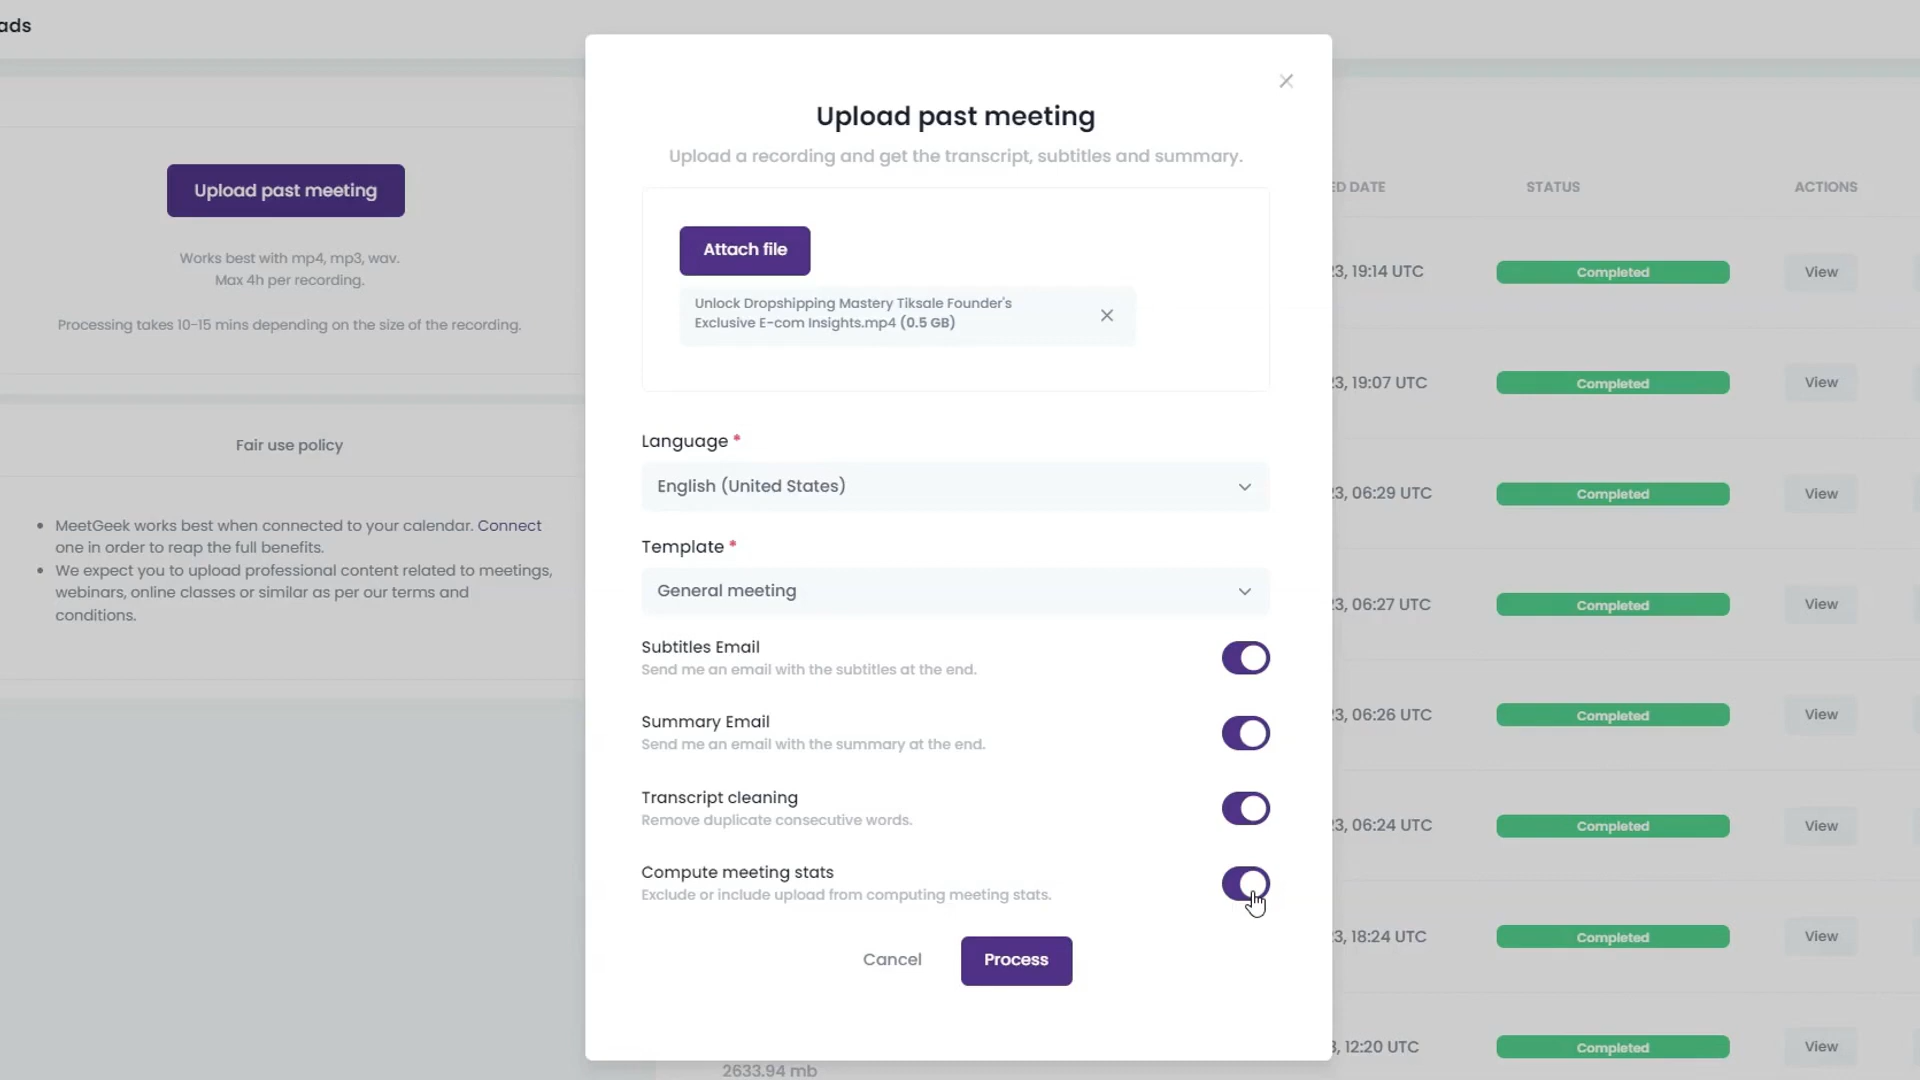 ads
Upload past meeting
Works best with mp4, mp3, wav.
Max 4h per recording.
Processing takes 10-15 mins depending on the size of the recording.
Fair use policy
MeetGeek works best when connected to your calendar. Connect
one in order to reap the full benefits.
We expect you to upload professional content related to meetings,
webinars, online classes or similar as per our terms and
conditions.
Upload past meeting
Upload a recording and get the transcript, subtitles and summary.
Attach file
Unlock Dropshipping Mastery Tiksale Founder's
Exclusive E-com Insights.mp4 (0.5 GB)
Language *
English (United States)
Template *
General meeting
Subtitles Email
Send me an email with the subtitles at the end.
Summary Email
Send me an email with the summary at the end.
Transcript cleaning
Remove duplicate consecutive words.
Compute meeting stats
Exclude or include upload from computing meeting stats.
Cancel
Process
2633.94 mb
ED DATE STATUS ACTIONS
23, 19:14 UTC Completed View
23, 19:07 UTC Completed View
23, 06:29 UTC Completed View
23, 06:27 UTC Completed View
23, 06:26 UTC Completed View
23, 06:24 UTC Completed View
23, 18:24 UTC Completed View
3, 12:20 UTC Completed View